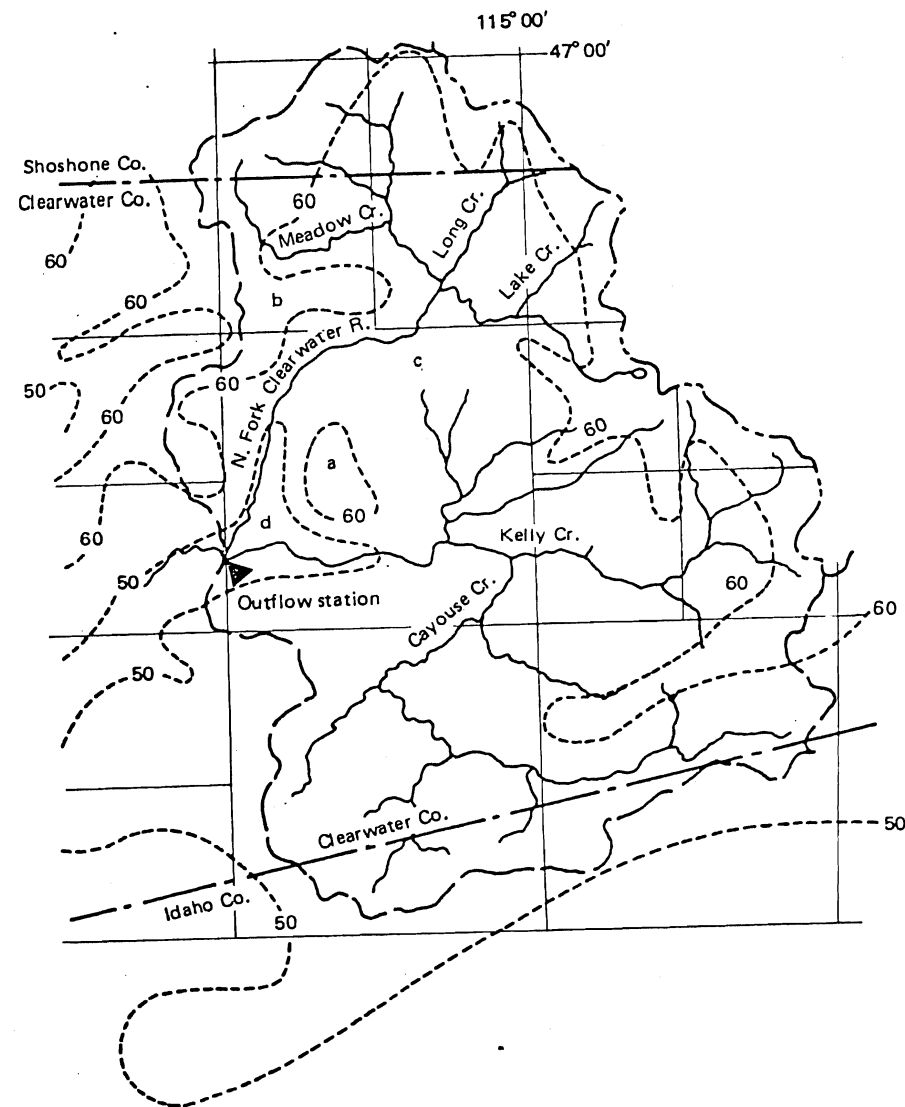 115°00'
47°00'
Shoshone Co.
Clearwater Co.
60
Meadow Cr.
Long Cr.
Lake Cr.
60
60
b
N. Fork Clearwater R.
c
50
60
60
60
a
60
d
60
Kelly Cr.
50
Outflow station
60
60
Cayouse Cr.
50
Clearwater Co.
50
Idaho Co.
50